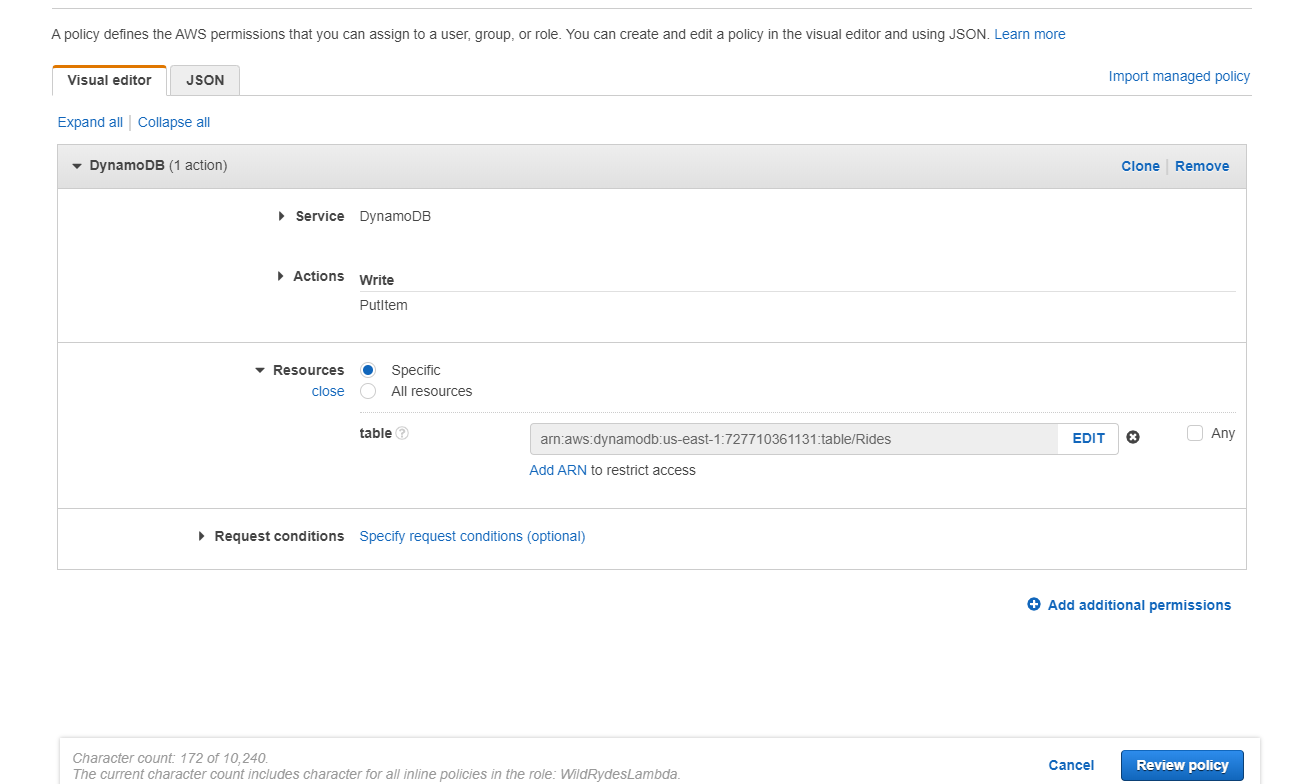 A policy defines the AWS permissions that you can assign to a user, group, or role. You can create and edit a policy in the visual editor and using JSON. Learn more
Visual editor JSON Import managed policy
Expand all Collapse all
DynamoDB (1 action) Clone Remove
Service DynamoDB
Actions Write
PutItem
Resources Specific
close All resources
table ? arn:aws:dynamodb:us-east-1:727710361131:table/Rides EDIT Any
Add ARN to restrict access
Request conditions Specify request conditions (optional)
Add additional permissions
Character count: 172 of 10,240.
The current character count includes character for all inline policies in the role: WildRydesLambda.
Cancel Review policy